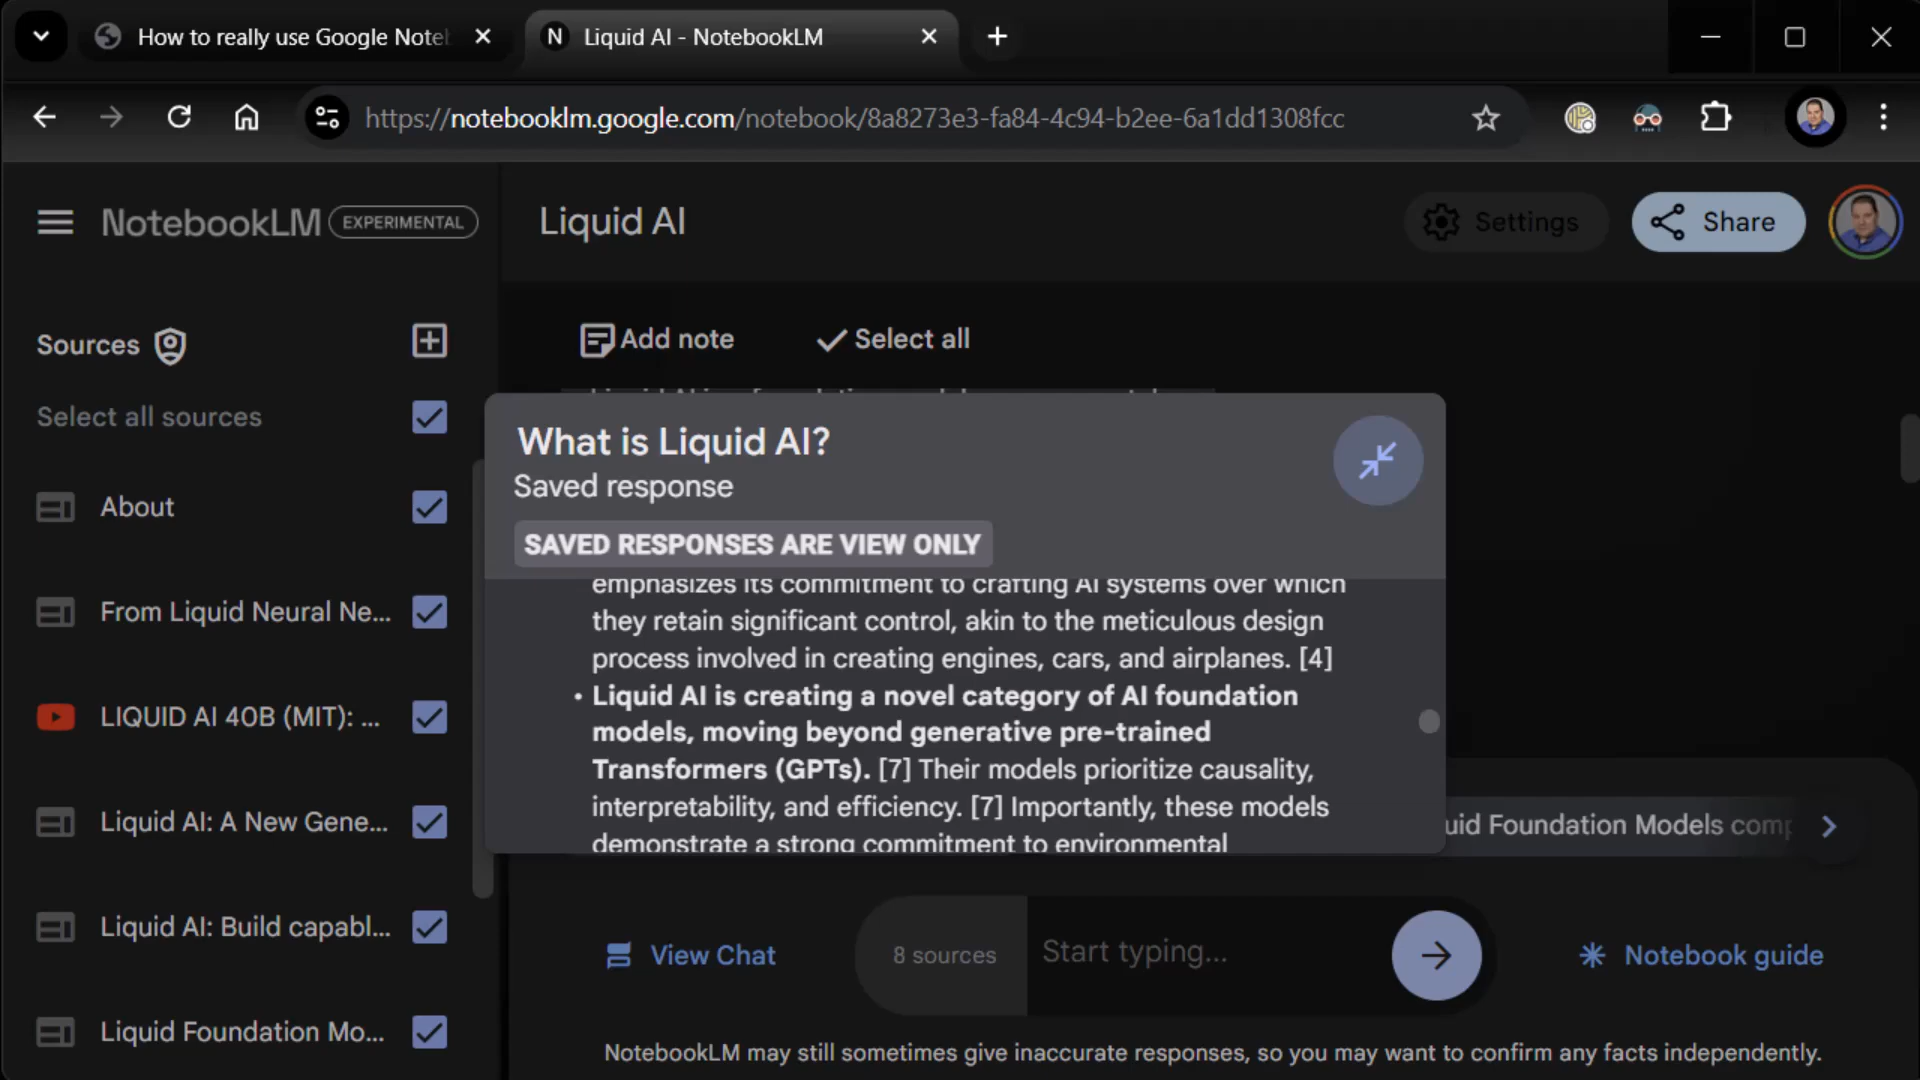 How to really use Google Note
Liquid AI - NotebookLM
https://notebooklm.google.com/notebook/8a8273e3-fa84-4c94-b2ee-6a1dd1308fcc
NotebookLM EXPERIMENTAL
Liquid AI
Settings
Share
Sources
Add note
Select all
Select all sources
About
From Liquid Neural Ne...
LIQUID AI 40B (MIT): ...
Liquid AI: A New Gene...
Liquid AI: Build capabl...
Liquid Foundation Mo...
What is Liquid AI?
Saved response
SAVED RESPONSES ARE VIEW ONLY
emphasizes its commitment to crafting AI systems over which
they retain significant control, akin to the meticulous design
process involved in creating engines, cars, and airplanes. [4]
• Liquid AI is creating a novel category of AI foundation
models, moving beyond generative pre-trained
Transformers (GPTs). [7] Their models prioritize causality,
interpretability, and efficiency. [7] Importantly, these models
demonstrate a strong commitment to environmental
uid Foundation Models comp
View Chat
8 sources
Start typing...
Notebook guide
NotebookLM may still sometimes give inaccurate responses, so you may want to confirm any facts independently.